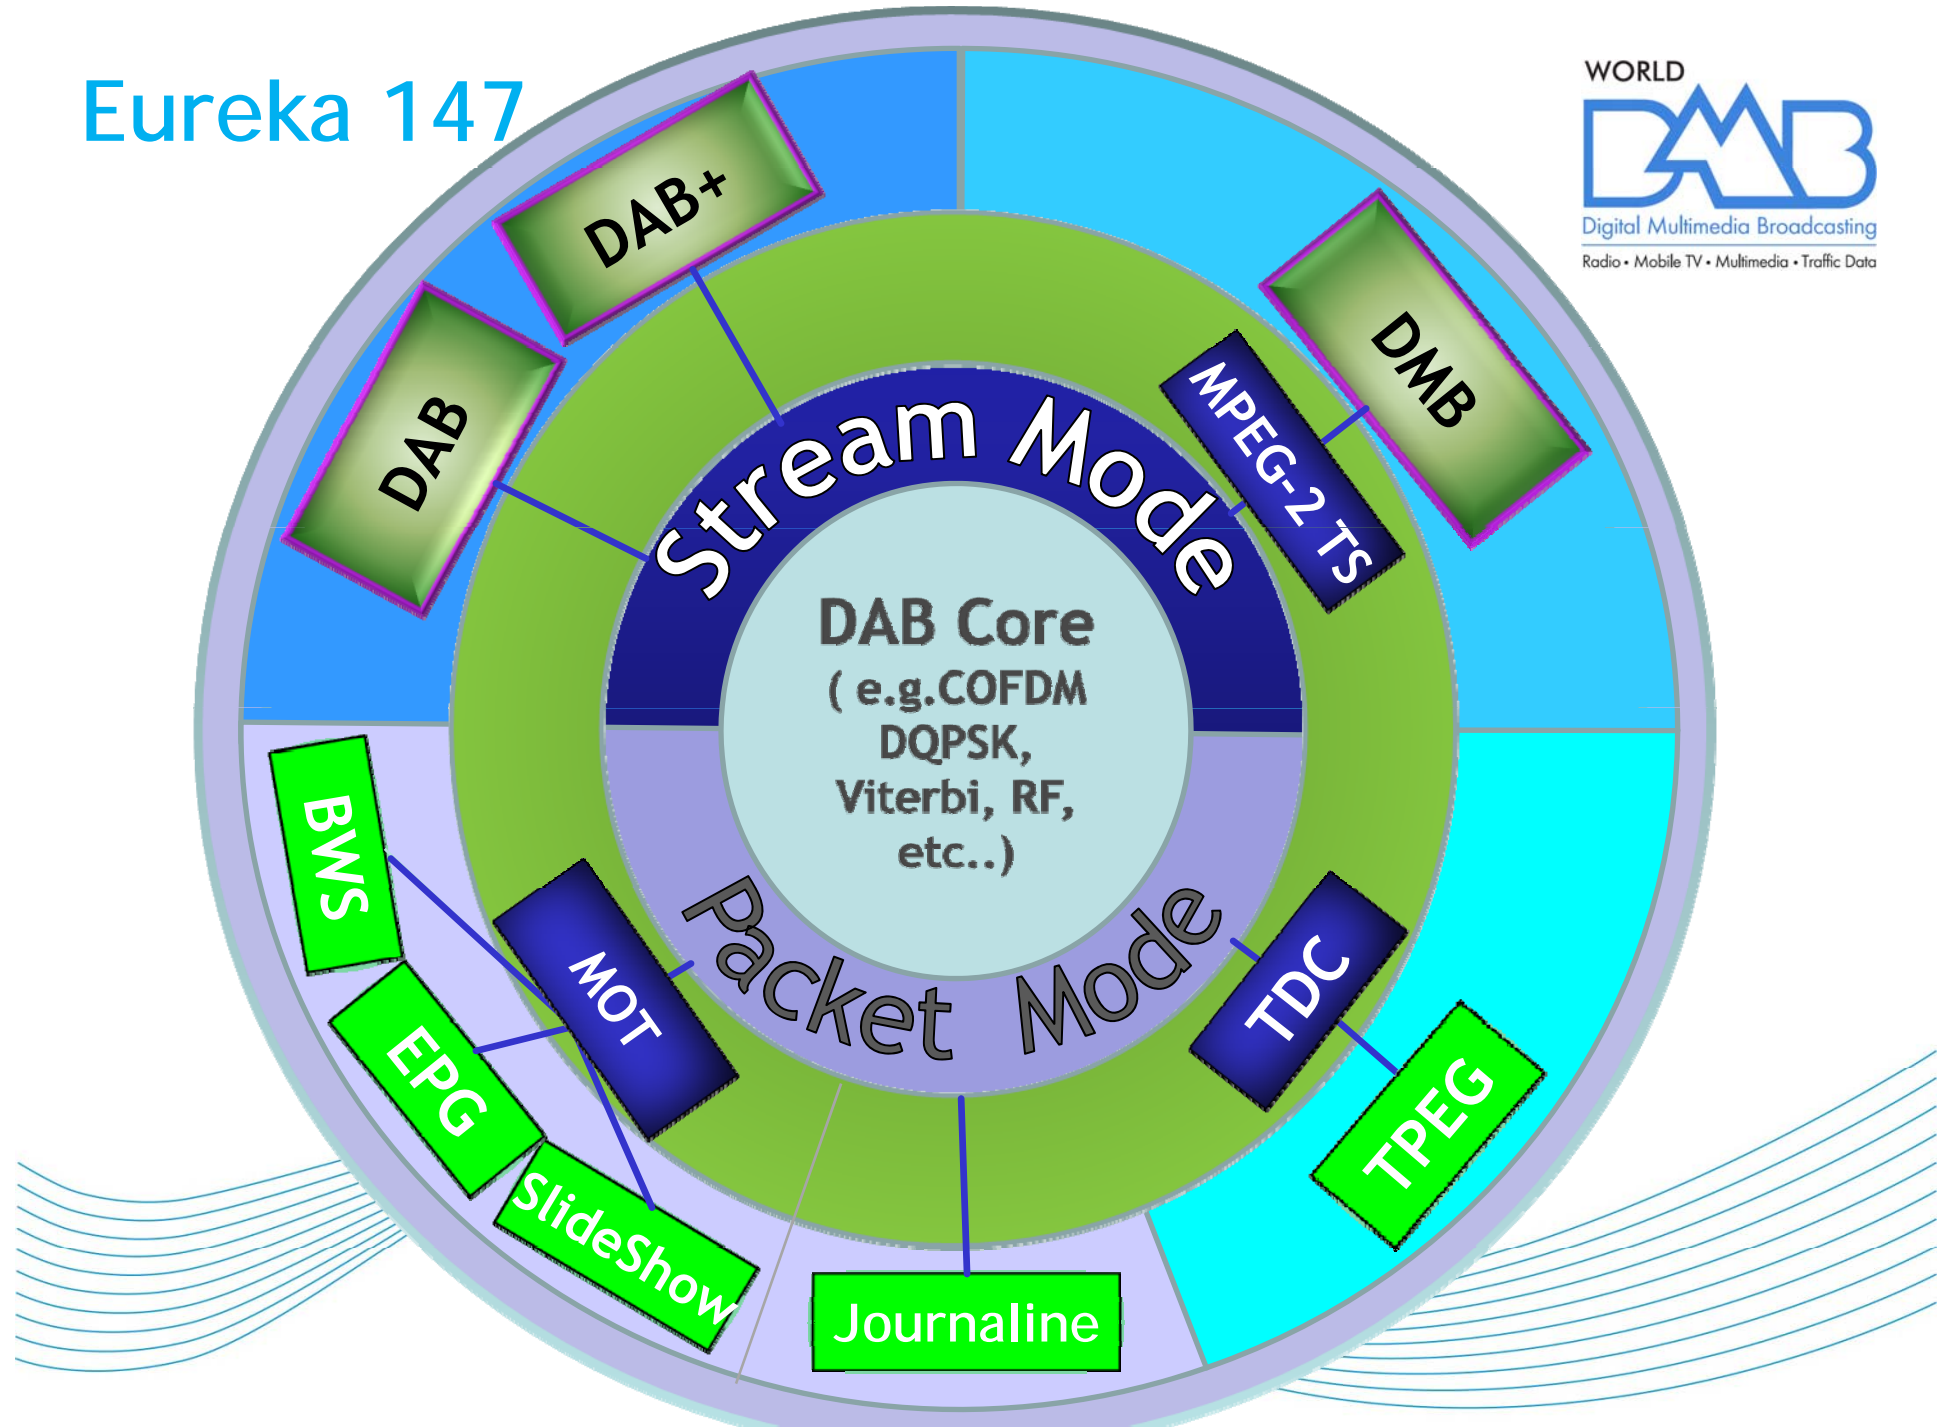 Eureka 147
WORLD
DMB
Digital Multimedia Broadcasting
Radio • Mobile TV • Multimedia • Traffic Data
DAB+
DAB
DMB
MPEG-2 TS
Stream Mode
DAB Core
( e.g.COFDM
DQPSK,
Viterbi, RF,
etc..)
Packet Mode
BWS
MOT
TDC
EPG
TPEG
SlideShow
Journaline